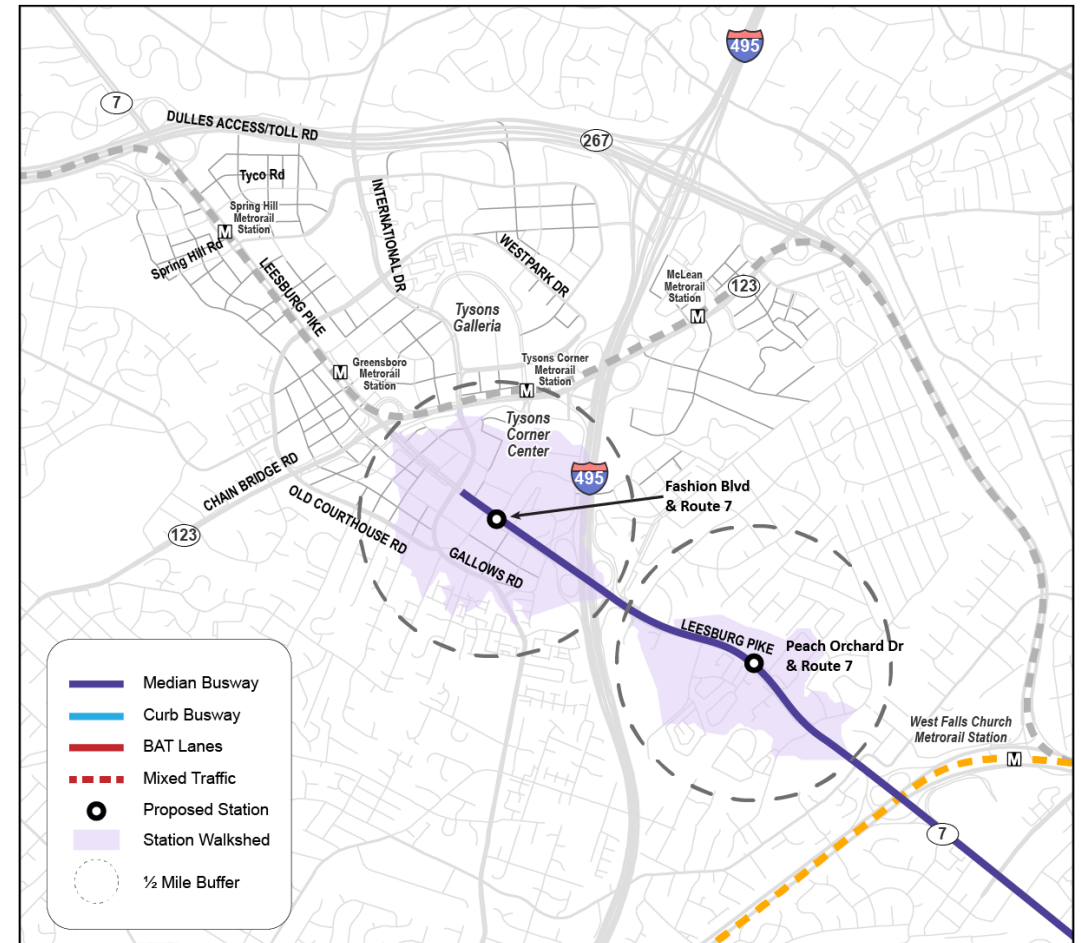 495
7
DULLES ACCESS/TOLL RD
267
Tyco Rd
INTERNATIONAL DR
Spring Hill
Metrorail
Station
M
Spring Hill Rd
LEESBURG PIKE
WESTPARK DR
McLean
Metrorail
Station
M
123
Tysons
Galleria
Greensboro
Metrorail
Station
M
Tysons Corner
Metrorail
Station
M
Tysons
Corner
Center
495
CHAIN BRIDGE RD
Fashion Blvd
& Route 7
OLD COURTHOUSE RD
123
GALLOWS RD
LEESBURG PIKE
Peach Orchard Dr
& Route 7
West Falls Church
Metrorail Station
M
7
Median Busway
Curb Busway
BAT Lanes
Mixed Traffic
Proposed Station
Station Walkshed
½ Mile Buffer